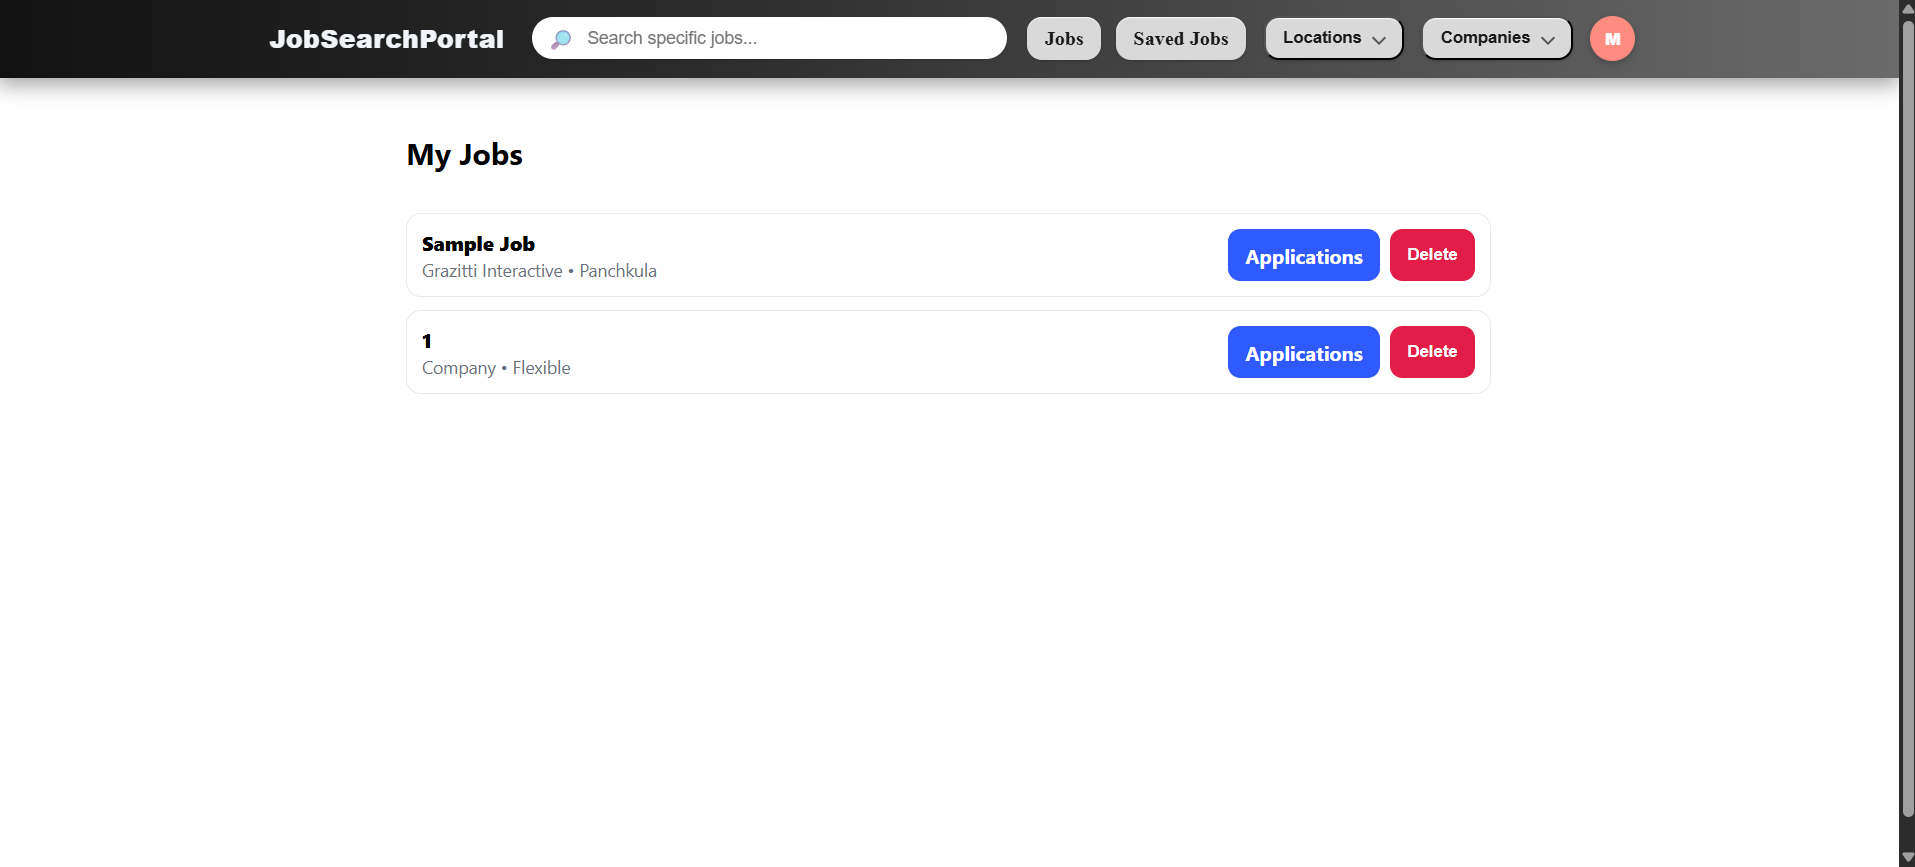 JobSearchPortal
Search specific jobs...
Jobs
Saved Jobs
Locations
Companies
M
My Jobs
Sample Job
Grazitti Interactive • Panchkula
Applications
Delete
1
Company • Flexible
Applications
Delete